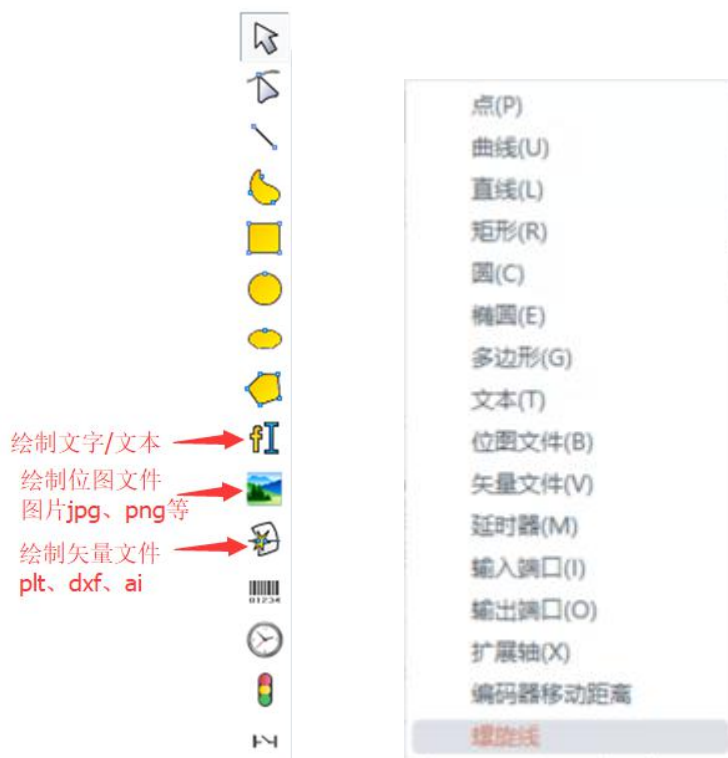 绘制文字/文本
绘制位图文件
图片jpg、png等
绘制矢量文件
plt、dxf、ai
01234
点(P)
曲线(U)
直线(L)
矩形(R)
圆(C)
椭圆(E)
多边形(G)
文本(T)
位图文件(B)
矢量文件(V)
延时器(M)
输入端口(I)
输出端口(O)
扩展轴(X)
编码器移动距离
螺旋线